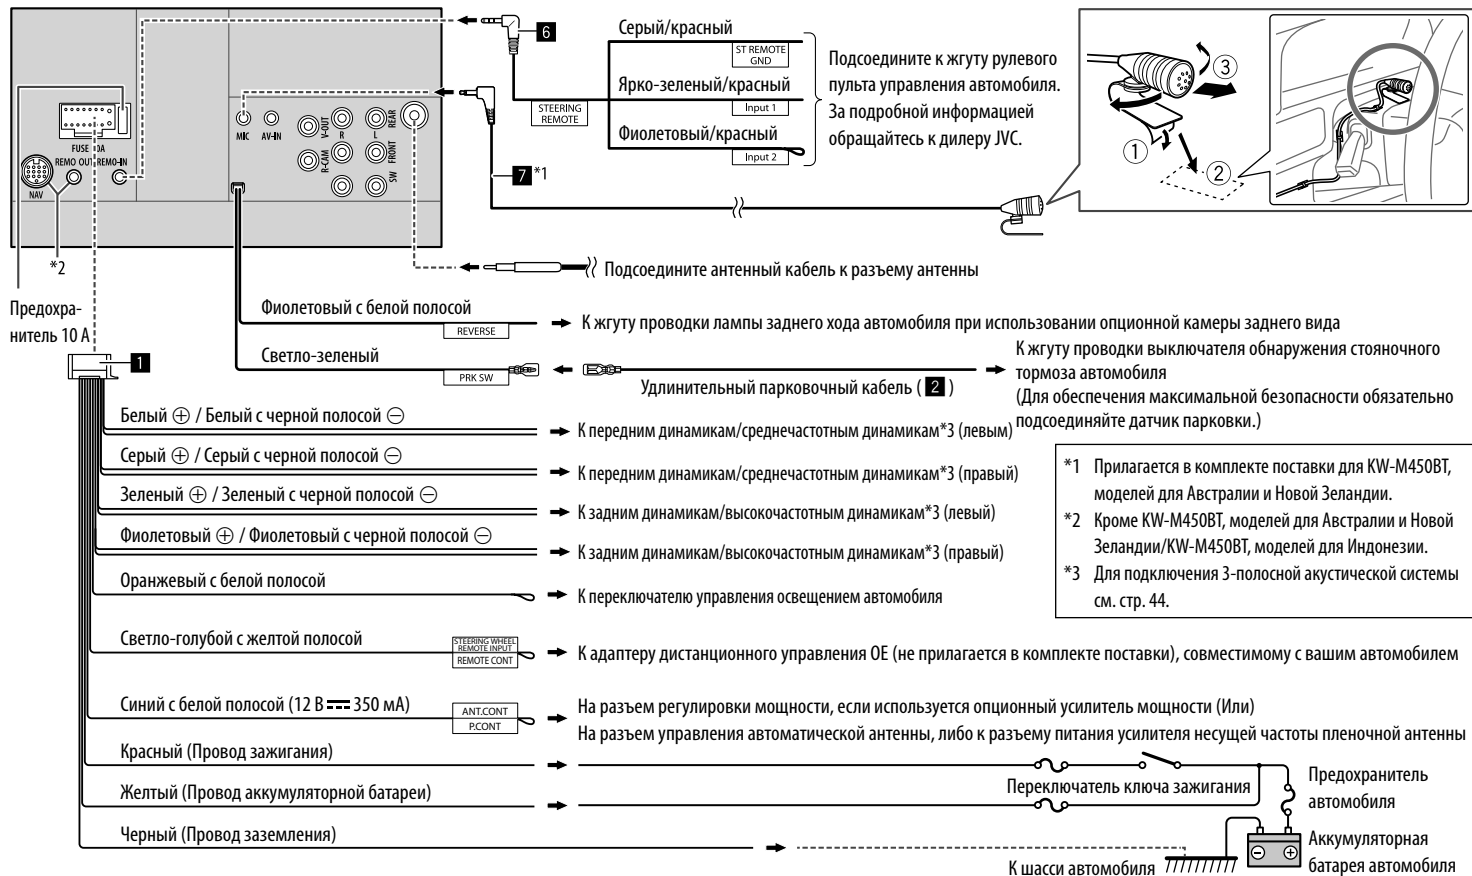 6
Серый/красный
ST REMOTE
GND
Ярко-зеленый/красный
Input 1
STEERING
REMOTE
Фиолетовый/красный
Input 2
Подсоедините к жгуту рулевого
пульта управления автомобиля.
За подробной информацией
обращайтесь к дилеру JVC.
3
1
2
FUSE 10A
REMO OUT
REMO-IN
NAV
MIC
AV-IN
V-OUT
R-CAM
R
L
REAR
FRONT
SW
7 *1
*2
Подсоедините антенный кабель к разъему антенны
Предохра-
нитель 10 А
1
Фиолетовый с белой полосой
REVERSE
К жгуту проводки лампы заднего хода автомобиля при использовании опционной камеры заднего вида
Светло-зеленый
PRK SW
Удлинительный парковочный кабель ( 2 )
К жгуту проводки выключателя обнаружения стояночного
тормоза автомобиля
(Для обеспечения максимальной безопасности обязательно
подсоединяйте датчик парковки.)
Белый ⊕ / Белый с черной полосой ⊖
К передним динамикам/среднечастотным динамикам*3 (левым)
Серый ⊕ / Серый с черной полосой ⊖
К передним динамикам/среднечастотным динамикам*3 (правый)
Зеленый ⊕ / Зеленый с черной полосой ⊖
К задним динамикам/высокочастотным динамикам*3 (левый)
Фиолетовый ⊕ / Фиолетовый с черной полосой ⊖
К задним динамикам/высокочастотным динамикам*3 (правый)
*1 Прилагается в комплекте поставки для KW-M450BT,
моделей для Австралии и Новой Зеландии.
*2 Кроме KW-M450BT, моделей для Австралии и Новой
Зеландии/KW-M450BT, моделей для Индонезии.
*3 Для подключения 3-полосной акустической системы
см. стр. 44.
Оранжевый с белой полосой
К переключателю управления освещением автомобиля
Светло-голубой с желтой полосой
STEERING WHEEL
REMOTE INPUT
REMOTE CONT
К адаптеру дистанционного управления OE (не прилагается в комплекте поставки), совместимому с вашим автомобилем
Синий с белой полосой (12 В ⎓ 350 мА)
ANT.CONT
P.CONT
На разъем регулировки мощности, если используется опционный усилитель мощности (Или)
На разъем управления автоматической антенны, либо к разъему питания усилителя несущей частоты пленочной антенны
Красный (Провод зажигания)
Переключатель ключа зажигания
Предохранитель
автомобиля
Желтый (Провод аккумуляторной батареи)
Черный (Провод заземления)
К шасси автомобиля
⊖ ⊕
Аккумуляторная
батарея автомобиля